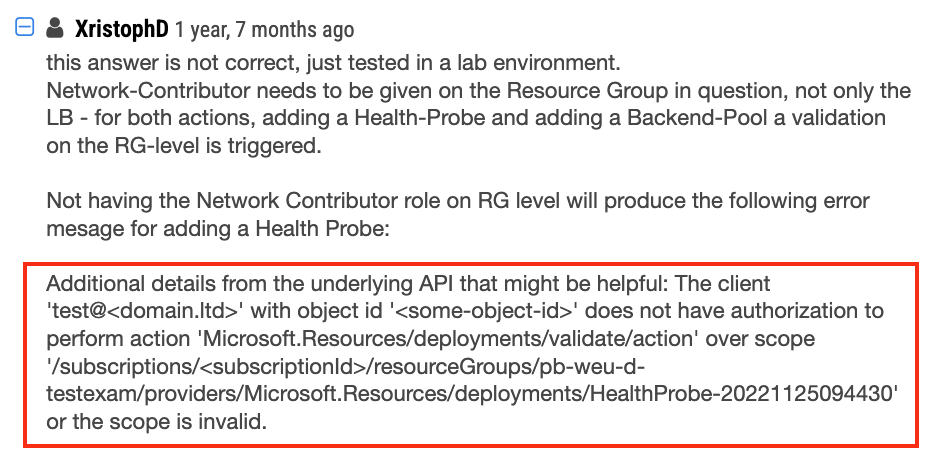 XristophD 1 year, 7 months ago
this answer is not correct, just tested in a lab environment.
Network-Contributor needs to be given on the Resource Group in question, not only the
LB - for both actions, adding a Health-Probe and adding a Backend-Pool a validation
on the RG-level is triggered.
Not having the Network Contributor role on RG level will produce the following error
mesage for adding a Health Probe:
Additional details from the underlying API that might be helpful: The client
'test@<domain.ltd>' with object id '<some-object-id>' does not have authorization to
perform action 'Microsoft.Resources/deployments/validate/action' over scope
'/subscriptions/<subscriptionId>/resourceGroups/pb-weu-d-
testexam/providers/Microsoft.Resources/deployments/HealthProbe-20221125094430'
or the scope is invalid.